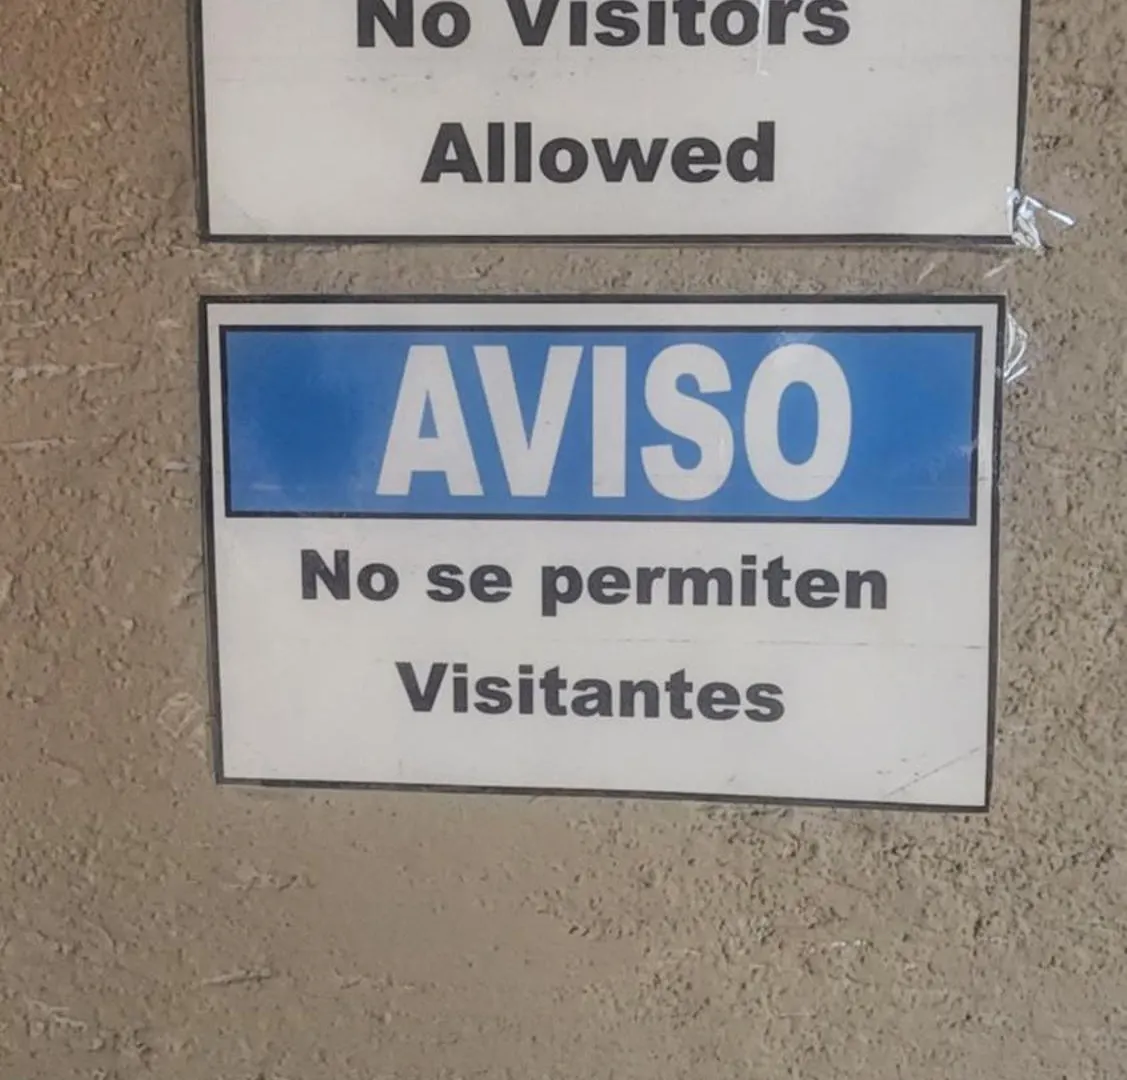 No Visitors
Allowed
AVISO
No se permiten
Visitantes